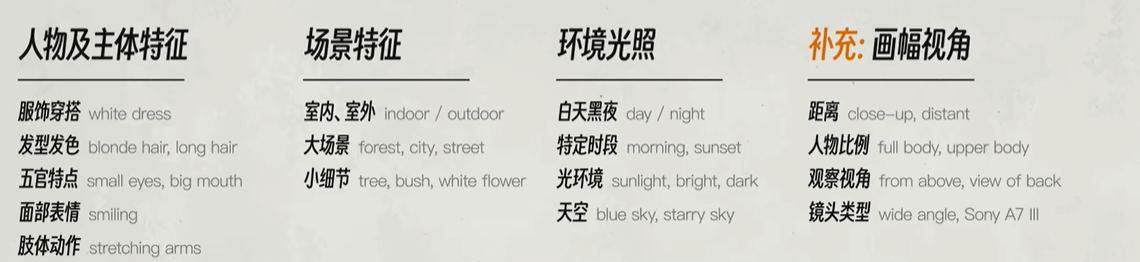 人物及主体特征
服饰穿搭 white dress
发型发色 blonde hair, long hair
五官特点 small eyes, big mouth
面部表情 smiling
肢体动作 stretching arms
场景特征
室内、室外 indoor / outdoor
大场景 forest, city, street
小细节 tree, bush, white flower
环境光照
白天黑夜 day / night
特定时段 morning, sunset
光环境 sunlight, bright, dark
天空 blue sky, starry sky
补充: 画幅视角
距离 close-up, distant
人物比例 full body, upper body
观察视角 from above, view of back
镜头类型 wide angle, Sony A7 III